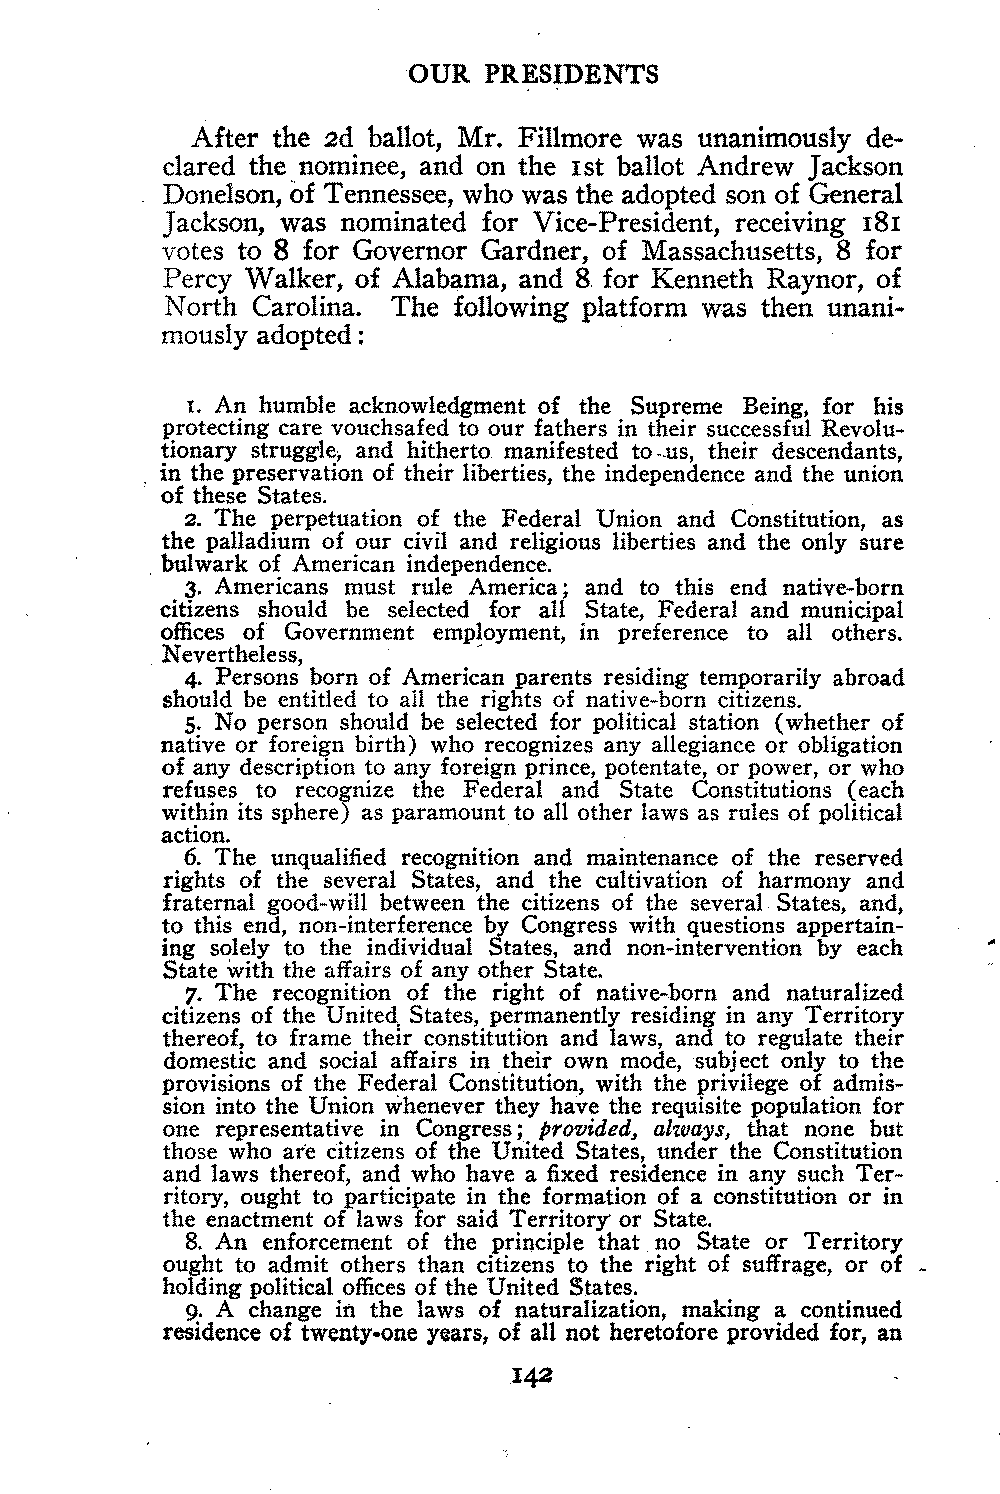 OUR PRESIDENTS
After the 2d ballot, Mr. Fillmore was unanimously de-
clared the nominee, and on the 1st ballot Andrew Jackson
Donelson, of Tennessee, who was the adopted son of General
Jackson, was nominated for Vice-President, receiving 181
votes to 8 for Governor Gardner, of Massachusetts, 8 for
Percy Walker, of Alabama, and 8 for Kenneth Raynor, of
North Carolina. The following platform was then unani-
mously adopted:
1. An humble acknowledgment of the Supreme Being, for his
protecting care vouchsafed to our fathers in their successful Revolu-
tionary struggle, and hitherto manifested to us, their descendants,
in the preservation of their liberties, the independence and the union
of these States.
2. The perpetuation of the Federal Union and Constitution, as
the palladium of our civil and religious liberties and the only sure
bulwark of American independence.
3. Americans must rule America; and to this end native-born
citizens should be selected for all State, Federal and municipal
offices of Government employment, in preference to all others.
Nevertheless,
4. Persons born of American parents residing temporarily abroad
should be entitled to all the rights of native-born citizens.
5. No person should be selected for political station (whether of
native or foreign birth) who recognizes any allegiance or obligation
of any description to any foreign prince, potentate, or power, or who
refuses to recognize the Federal and State Constitutions (each
within its sphere) as paramount to all other laws as rules of political
action.
6. The unqualified recognition and maintenance of the reserved
rights of the several States, and the cultivation of harmony and
fraternal good-will between the citizens of the several States, and,
to this end, non-interference by Congress with questions appertain-
ing solely to the individual States, and non-intervention by each
State with the affairs of any other State.
7. The recognition of the right of native-born and naturalized
citizens of the United States, permanently residing in any Territory
thereof, to frame their constitution and laws, and to regulate their
domestic and social affairs in their own mode, subject only to the
provisions of the Federal Constitution, with the privilege of admis-
sion into the Union whenever they have the requisite population for
one representative in Congress; provided, always, that none but
those who are citizens of the United States, under the Constitution
and laws thereof, and who have a fixed residence in any such Ter-
ritory, ought to participate in the formation of a constitution or in
the enactment of laws for said Territory or State.
8. An enforcement of the principle that no State or Territory
ought to admit others than citizens to the right of suffrage, or of
holding political offices of the United States.
9. A change in the laws of naturalization, making a continued
residence of twenty-one years, of all not heretofore provided for, an
142